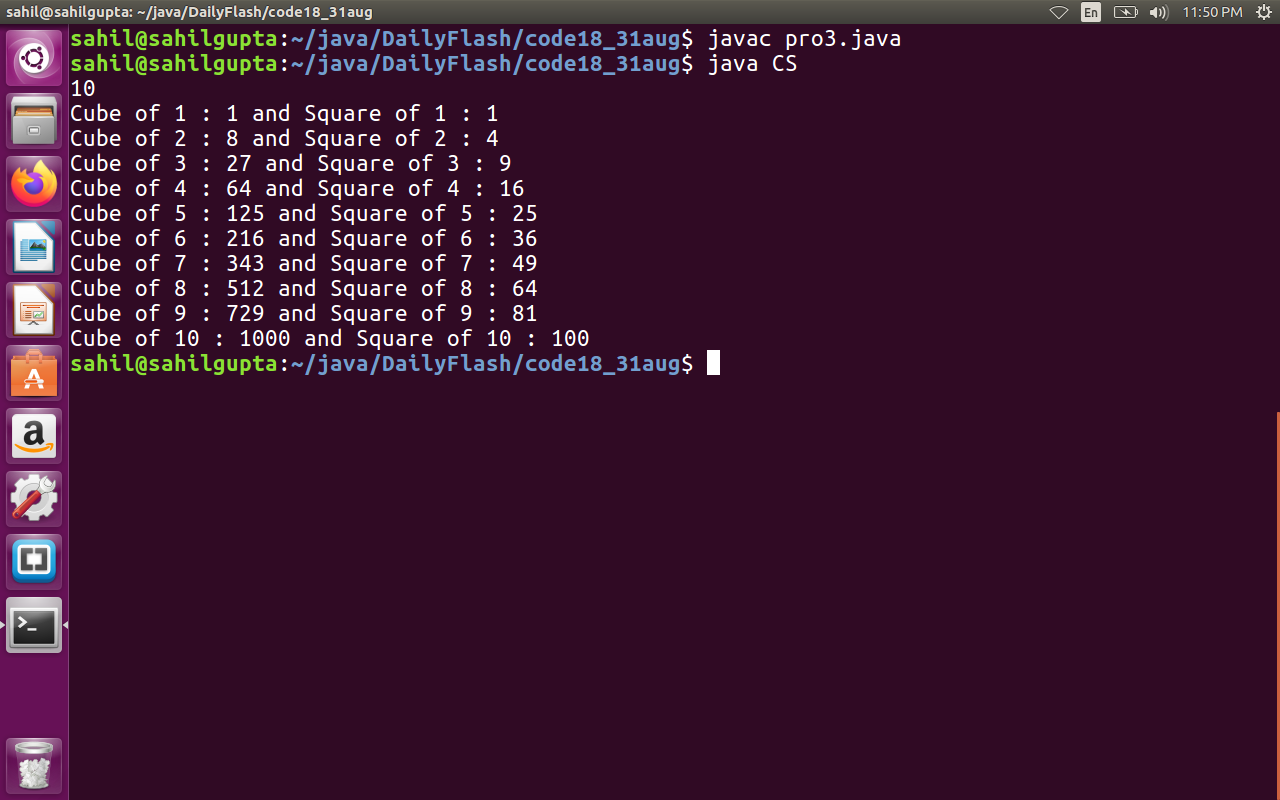 sahil@sahilgupta: ~/java/DailyFlash/code18_31aug En 11:50 PM
sahil@sahilgupta:~/java/DailyFlash/code18_31aug$ javac pro3.java
sahil@sahilgupta:~/java/DailyFlash/code18_31aug$ java CS
10
Cube of 1 : 1 and Square of 1 : 1
Cube of 2 : 8 and Square of 2 : 4
Cube of 3 : 27 and Square of 3 : 9
Cube of 4 : 64 and Square of 4 : 16
Cube of 5 : 125 and Square of 5 : 25
Cube of 6 : 216 and Square of 6 : 36
Cube of 7 : 343 and Square of 7 : 49
Cube of 8 : 512 and Square of 8 : 64
Cube of 9 : 729 and Square of 9 : 81
Cube of 10 : 1000 and Square of 10 : 100
sahil@sahilgupta:~/java/DailyFlash/code18_31aug$